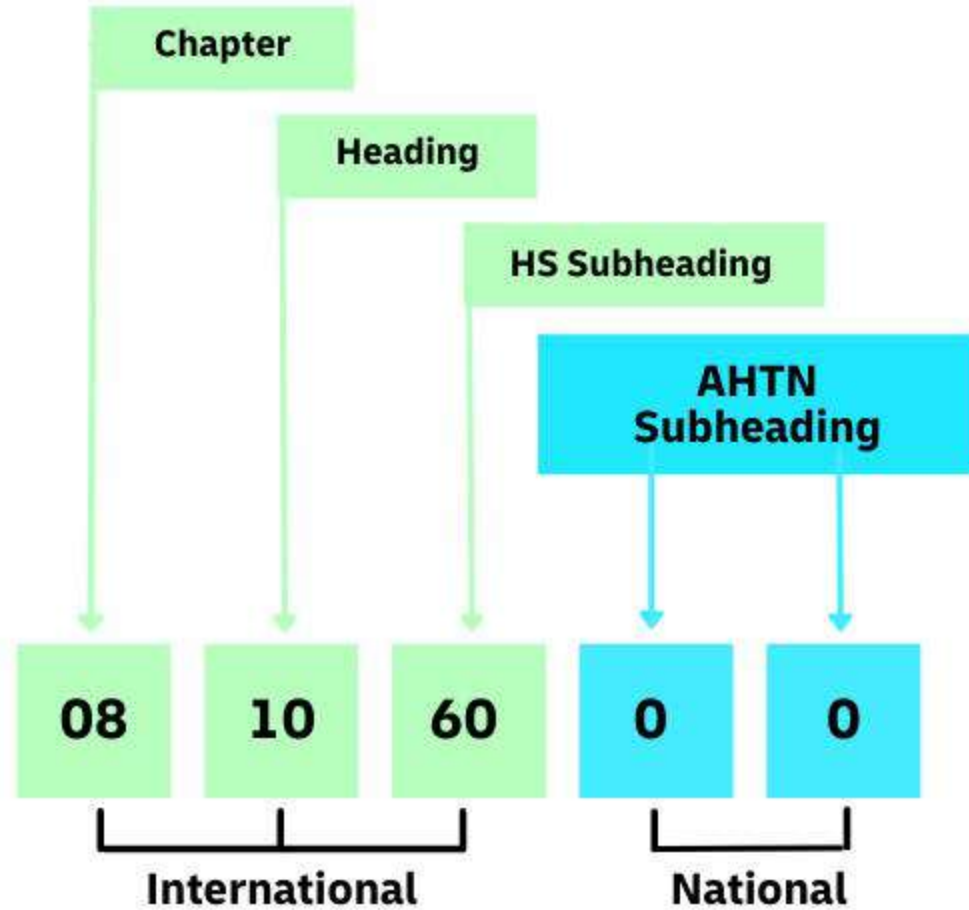 Chapter
Heading
HS Subheading
AHTN
Subheading
08 10 60 0 0
International National